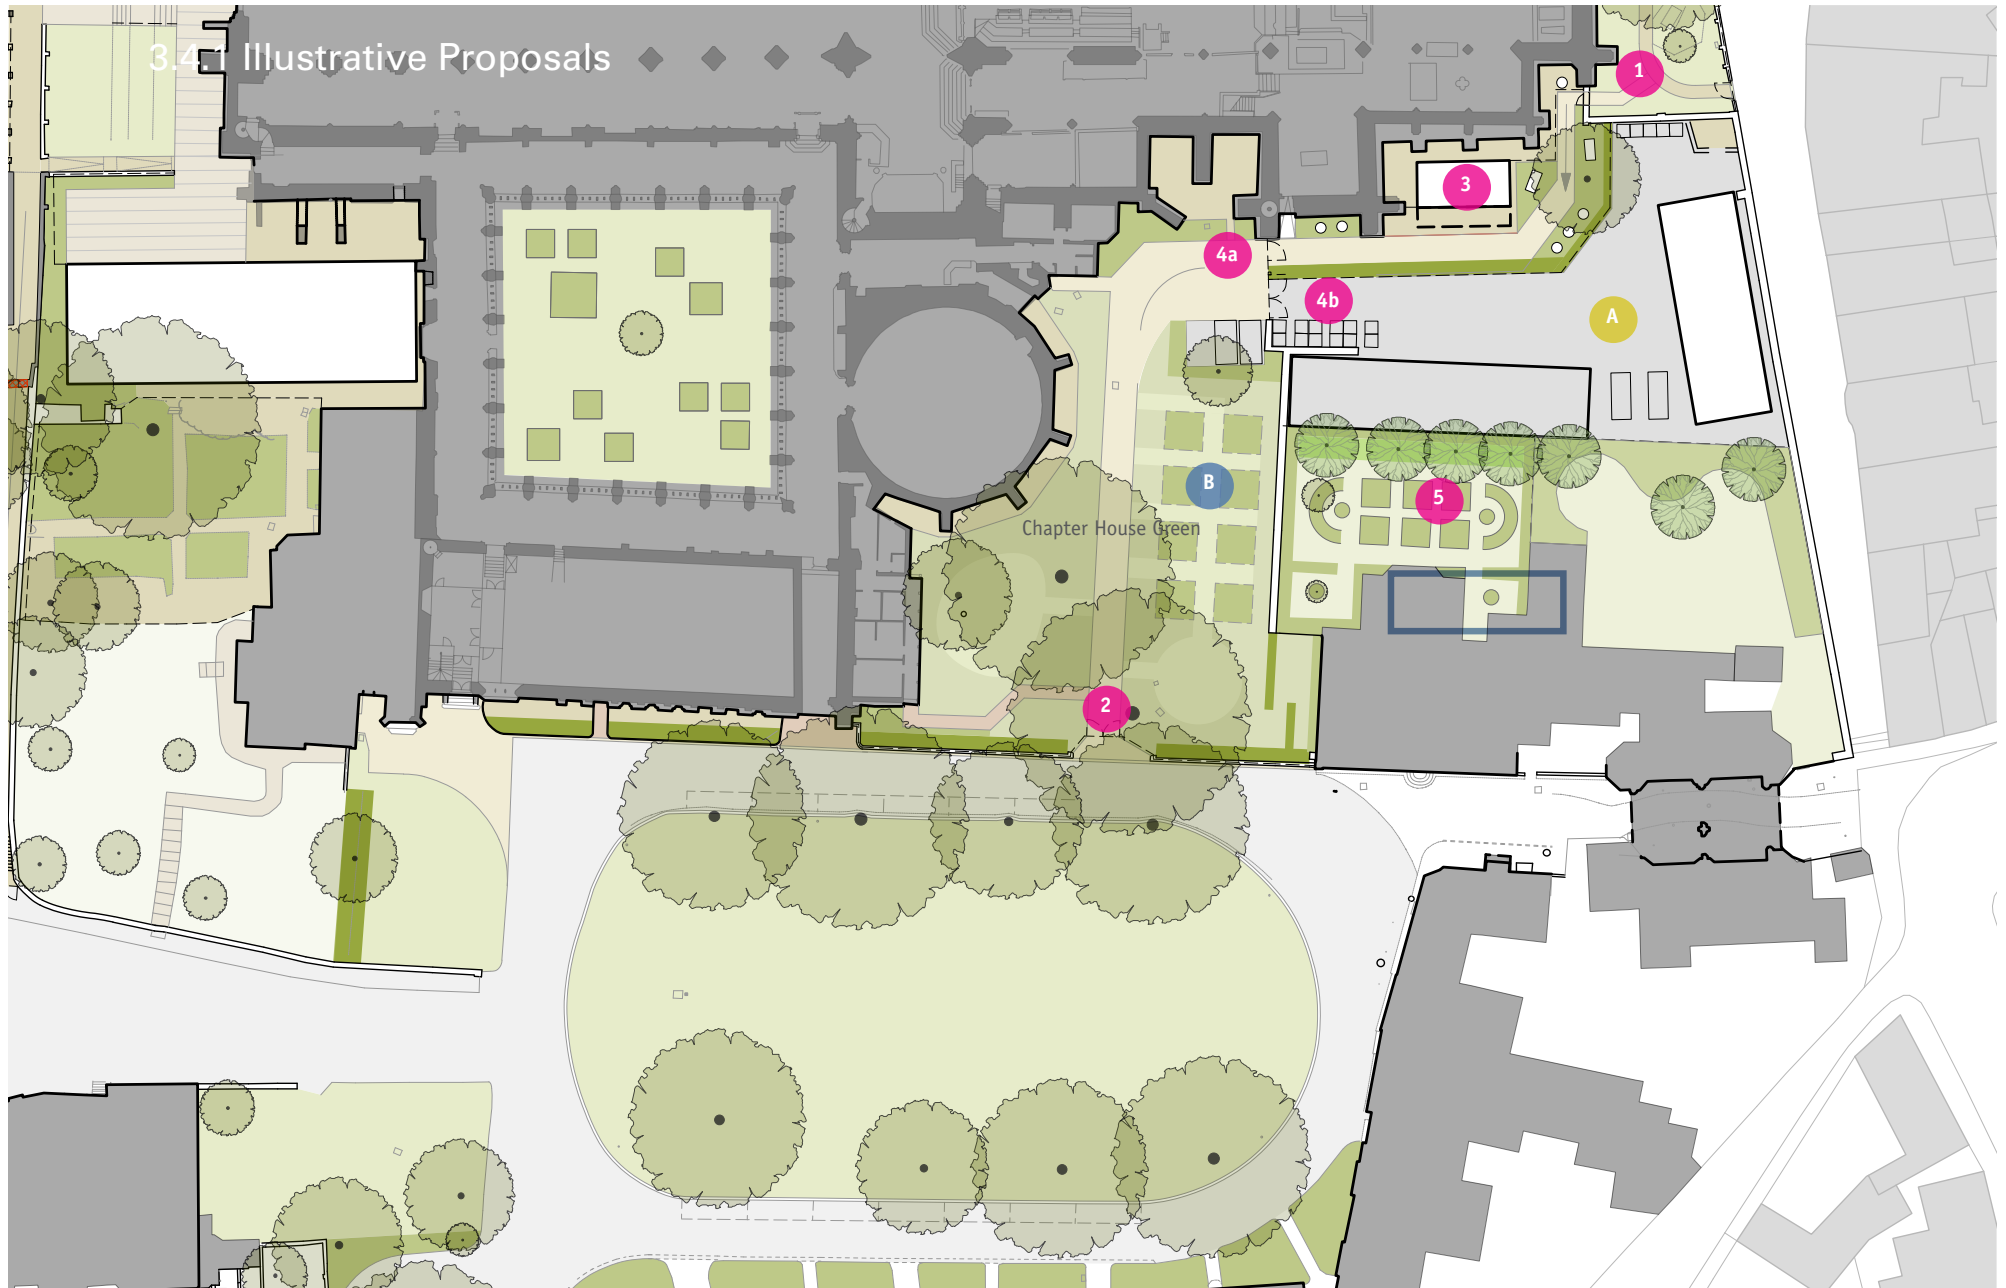 3.4.1 Illustrative Proposals
1
3
4a
4b
A
B
5
Chapter House Green
2